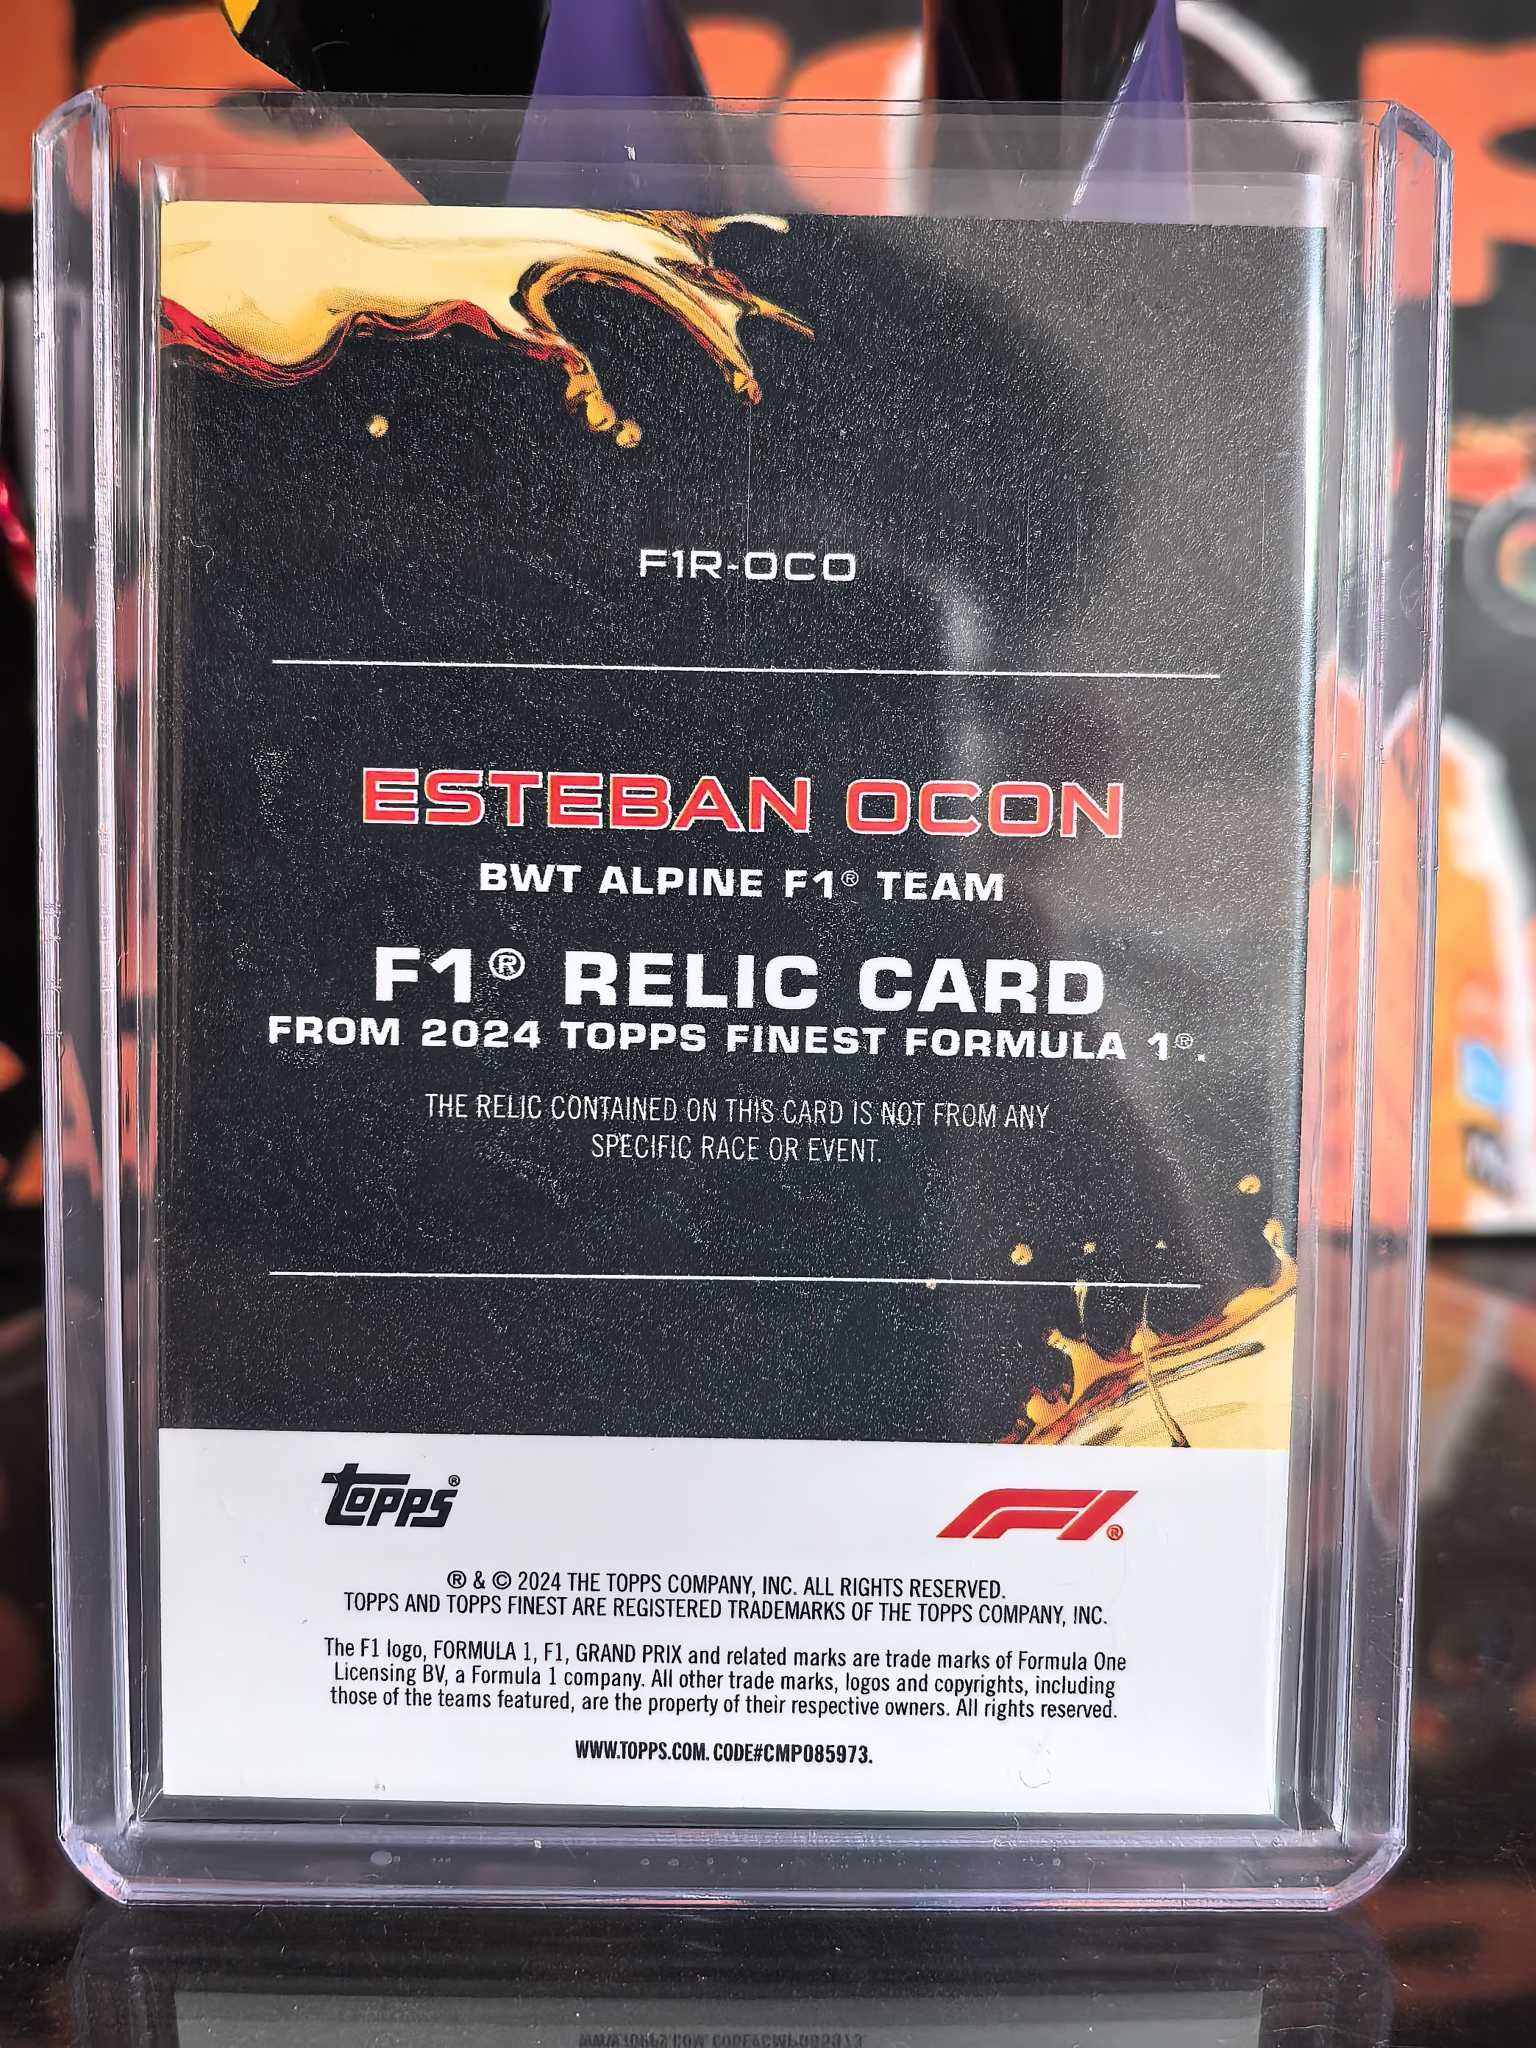 F1R-OCO
ESTEBAN OCON
BWT ALPINE F1® TEAM
F1® RELIC CARD
FROM 2024 TOPPS FINEST FORMULA 1®.
THE RELIC CONTAINED ON THIS CARD IS NOT FROM ANY
SPECIFIC RACE OR EVENT.
topps®
F1®
® & © 2024 THE TOPPS COMPANY, INC. ALL RIGHTS RESERVED.
TOPPS AND TOPPS FINEST ARE REGISTERED TRADEMARKS OF THE TOPPS COMPANY, INC.
The F1 logo, FORMULA 1, F1, GRAND PRIX and related marks are trade marks of Formula One
Licensing BV, a Formula 1 company. All other trade marks, logos and copyrights, including
those of the teams featured, are the property of their respective owners. All rights reserved.
WWW.TOPPS.COM. CODE#CMP085973.